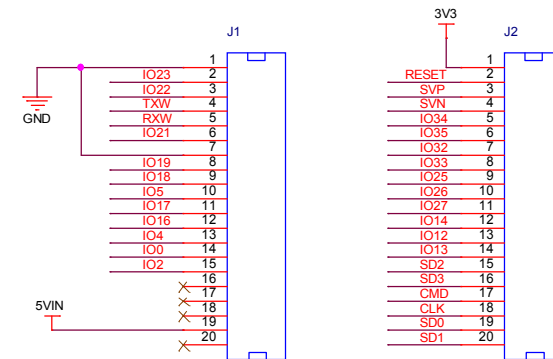 J1
GND
1
IO23 2
IO22 3
TXW 4
RXW 5
IO21 6
7
IO19 8
IO18 9
IO5 10
IO17 11
IO16 12
IO4 13
IO0 14
IO2 15
16
17
18
5VIN 19
20
3V3
J2
1
RESET 2
SVP 3
SVN 4
IO34 5
IO35 6
IO32 7
IO33 8
IO25 9
IO26 10
IO27 11
IO14 12
IO12 13
IO13 14
SD2 15
SD3 16
CMD 17
CLK 18
SD0 19
SD1 20